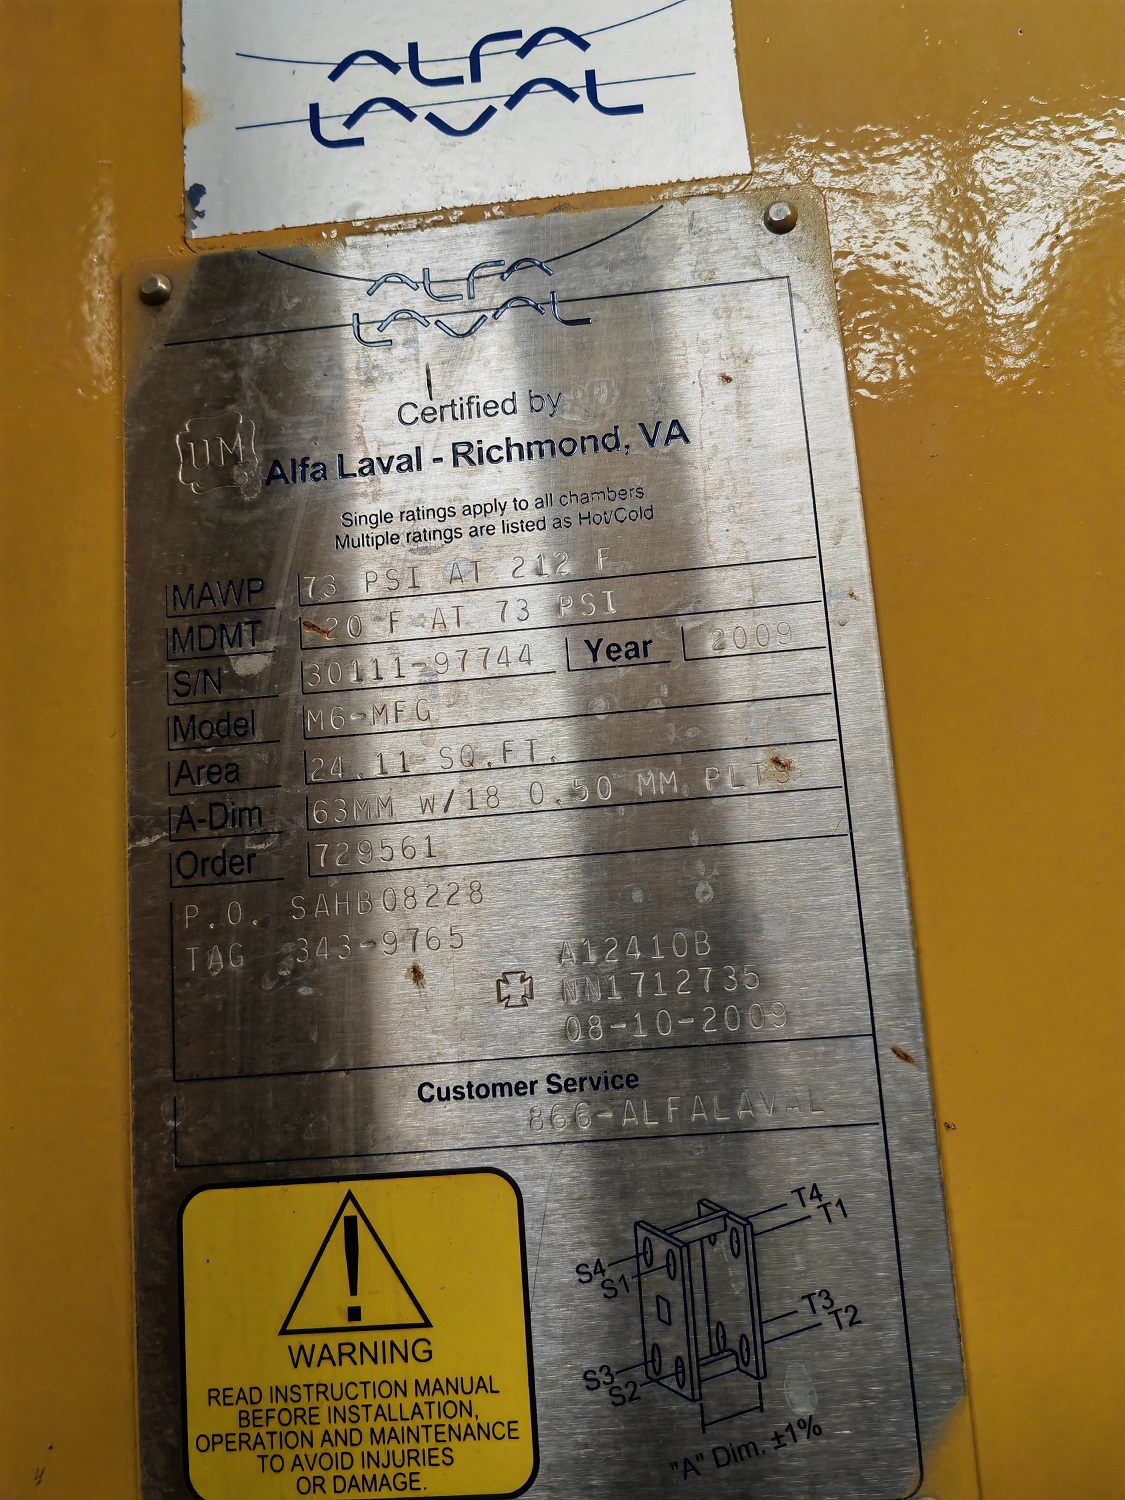 ALFA
LAVAL
ALFA
LAVAL
Certified by
UM
Alfa Laval - Richmond, VA
Single ratings apply to all chambers
Multiple ratings are listed as Hot/Cold
MAWP 73 PSI AT 212 F
MDMT -20 F AT 73 PSI
S/N 30111-97744 Year 2009
Model M6-MFG
Area 24.11 SQ.FT.
A-Dim 63MM W/18 0.50 MM PLTS
Order 729561
P.O. SAHB08228
TAG 343-9765
A12410B
NN1712735
08-10-2009
Customer Service
866-ALFALAVAL
WARNING
READ INSTRUCTION MANUAL
BEFORE INSTALLATION,
OPERATION AND MAINTENANCE
TO AVOID INJURIES
OR DAMAGE.
T4
T1
S4
S1
T3
T2
S3
S2
"A" Dim. ±1%